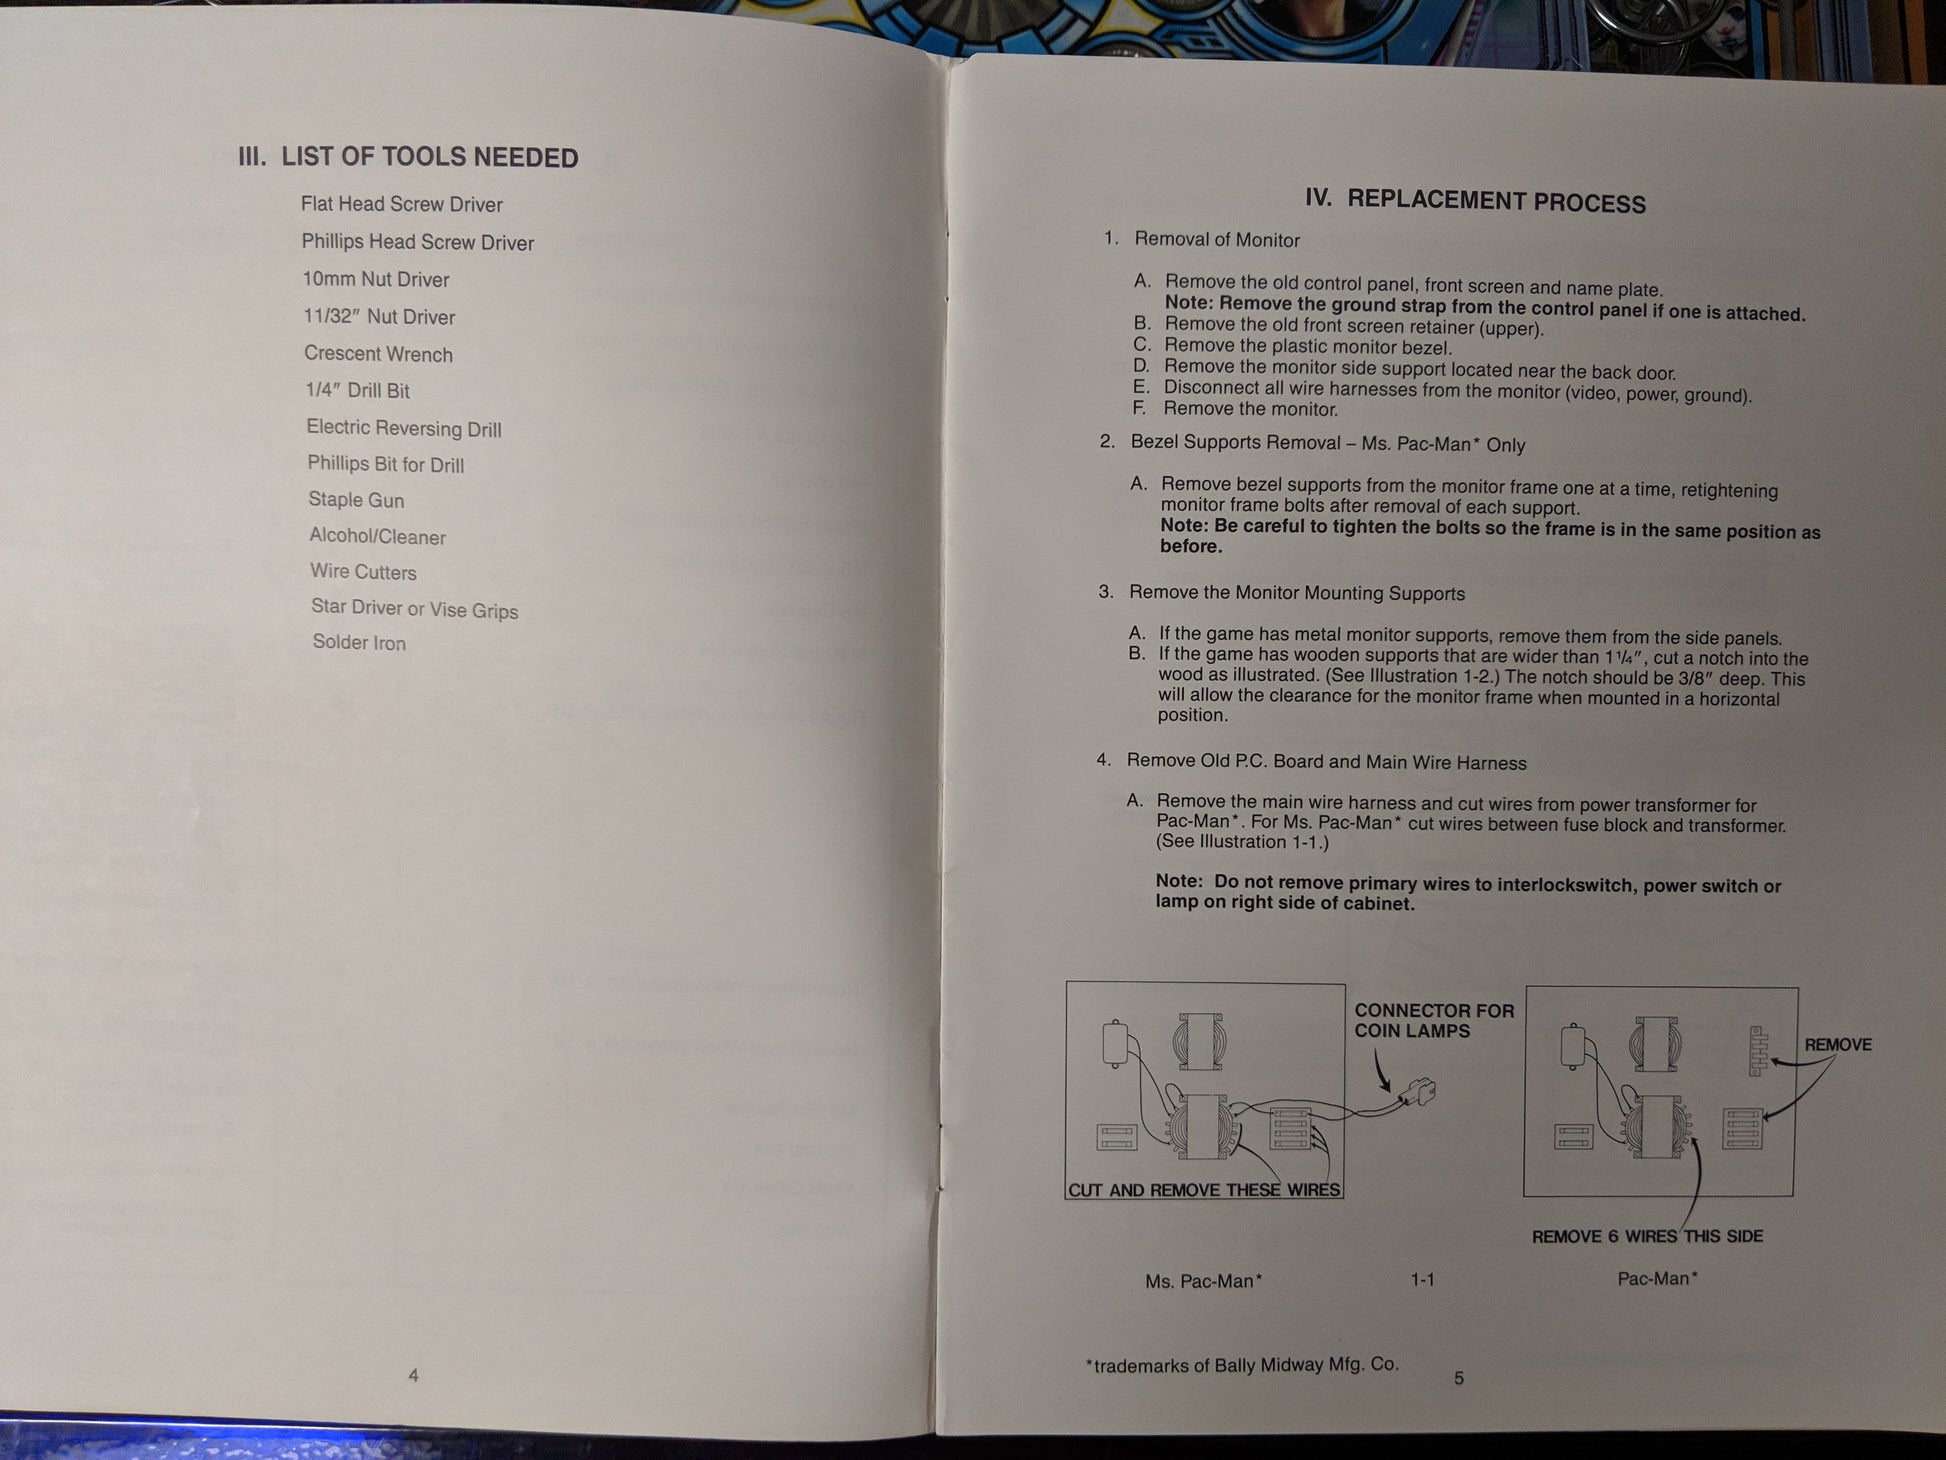 III. LIST OF TOOLS NEEDED
Flat Head Screw Driver
Phillips Head Screw Driver
10mm Nut Driver
11/32″ Nut Driver
Crescent Wrench
1/4″ Drill Bit
Electric Reversing Drill
Phillips Bit for Drill
Staple Gun
Alcohol/Cleaner
Wire Cutters
Star Driver or Vise Grips
Solder Iron
4
IV. REPLACEMENT PROCESS
1. Removal of Monitor
A. Remove the old control panel, front screen and name plate.
Note: Remove the ground strap from the control panel if one is attached.
B. Remove the old front screen retainer (upper).
C. Remove the plastic monitor bezel.
D. Remove the monitor side support located near the back door.
E. Disconnect all wire harnesses from the monitor (video, power, ground).
F. Remove the monitor.
2. Bezel Supports Removal – Ms. Pac-Man* Only
A. Remove bezel supports from the monitor frame one at a time, retightening
monitor frame bolts after removal of each support.
Note: Be careful to tighten the bolts so the frame is in the same position as
before.
3. Remove the Monitor Mounting Supports
A. If the game has metal monitor supports, remove them from the side panels.
B. If the game has wooden supports that are wider than 1 1/4″, cut a notch into the
wood as illustrated. (See Illustration 1-2.) The notch should be 3/8″ deep. This
will allow the clearance for the monitor frame when mounted in a horizontal
position.
4. Remove Old P.C. Board and Main Wire Harness
A. Remove the main wire harness and cut wires from power transformer for
Pac-Man*. For Ms. Pac-Man* cut wires between fuse block and transformer.
(See Illustration 1-1.)
Note: Do not remove primary wires to interlockswitch, power switch or
lamp on right side of cabinet.
CONNECTOR FOR
COIN LAMPS
REMOVE
CUT AND REMOVE THESE WIRES
REMOVE 6 WIRES THIS SIDE
Ms. Pac-Man* 1-1 Pac-Man*
*trademarks of Bally Midway Mfg. Co.
5